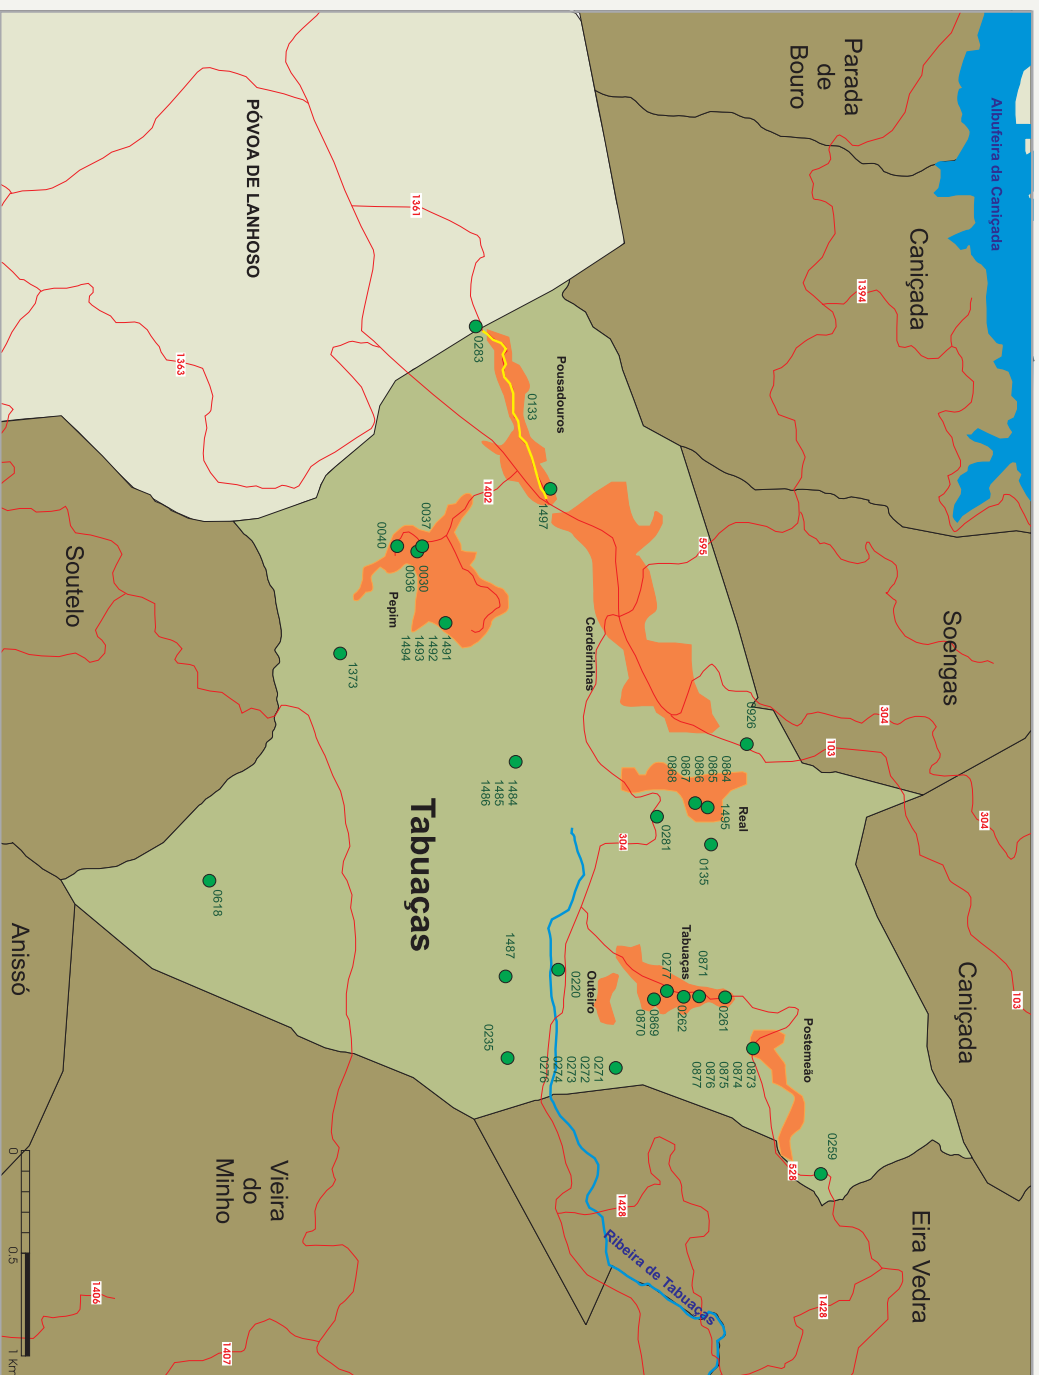 Albufeira da Caniçada
103
304
Caniçada
Soengas
Caniçada
Eira Vedra
304
1394
Parada
de
Bouro
103
0259
1428
Postemeão
528
0926
Real
0873
0874
0875
0876
0877
0864
0865
0866
0867
0868
1495
0261
595
0135
0871
Tabuaças
0262
0277
0281
0869
0870
Ribeira de Tabuaças
304
1428
Cerdeirinhas
Outeiro
0271
0272
0273
0274
0276
0220
Pousadouros
0133
1497
1484
1485
1486
1487
0235
1402
0283
1491
1492
1493
1494
0037
0030
0036
0040
Pepim
Tabuaças
1361
1373
Vieira
do
Minho
PÓVOA DE LANHOSO
1407
0618
1363
1406
Soutelo
Anissó
0
0.5
1 Km